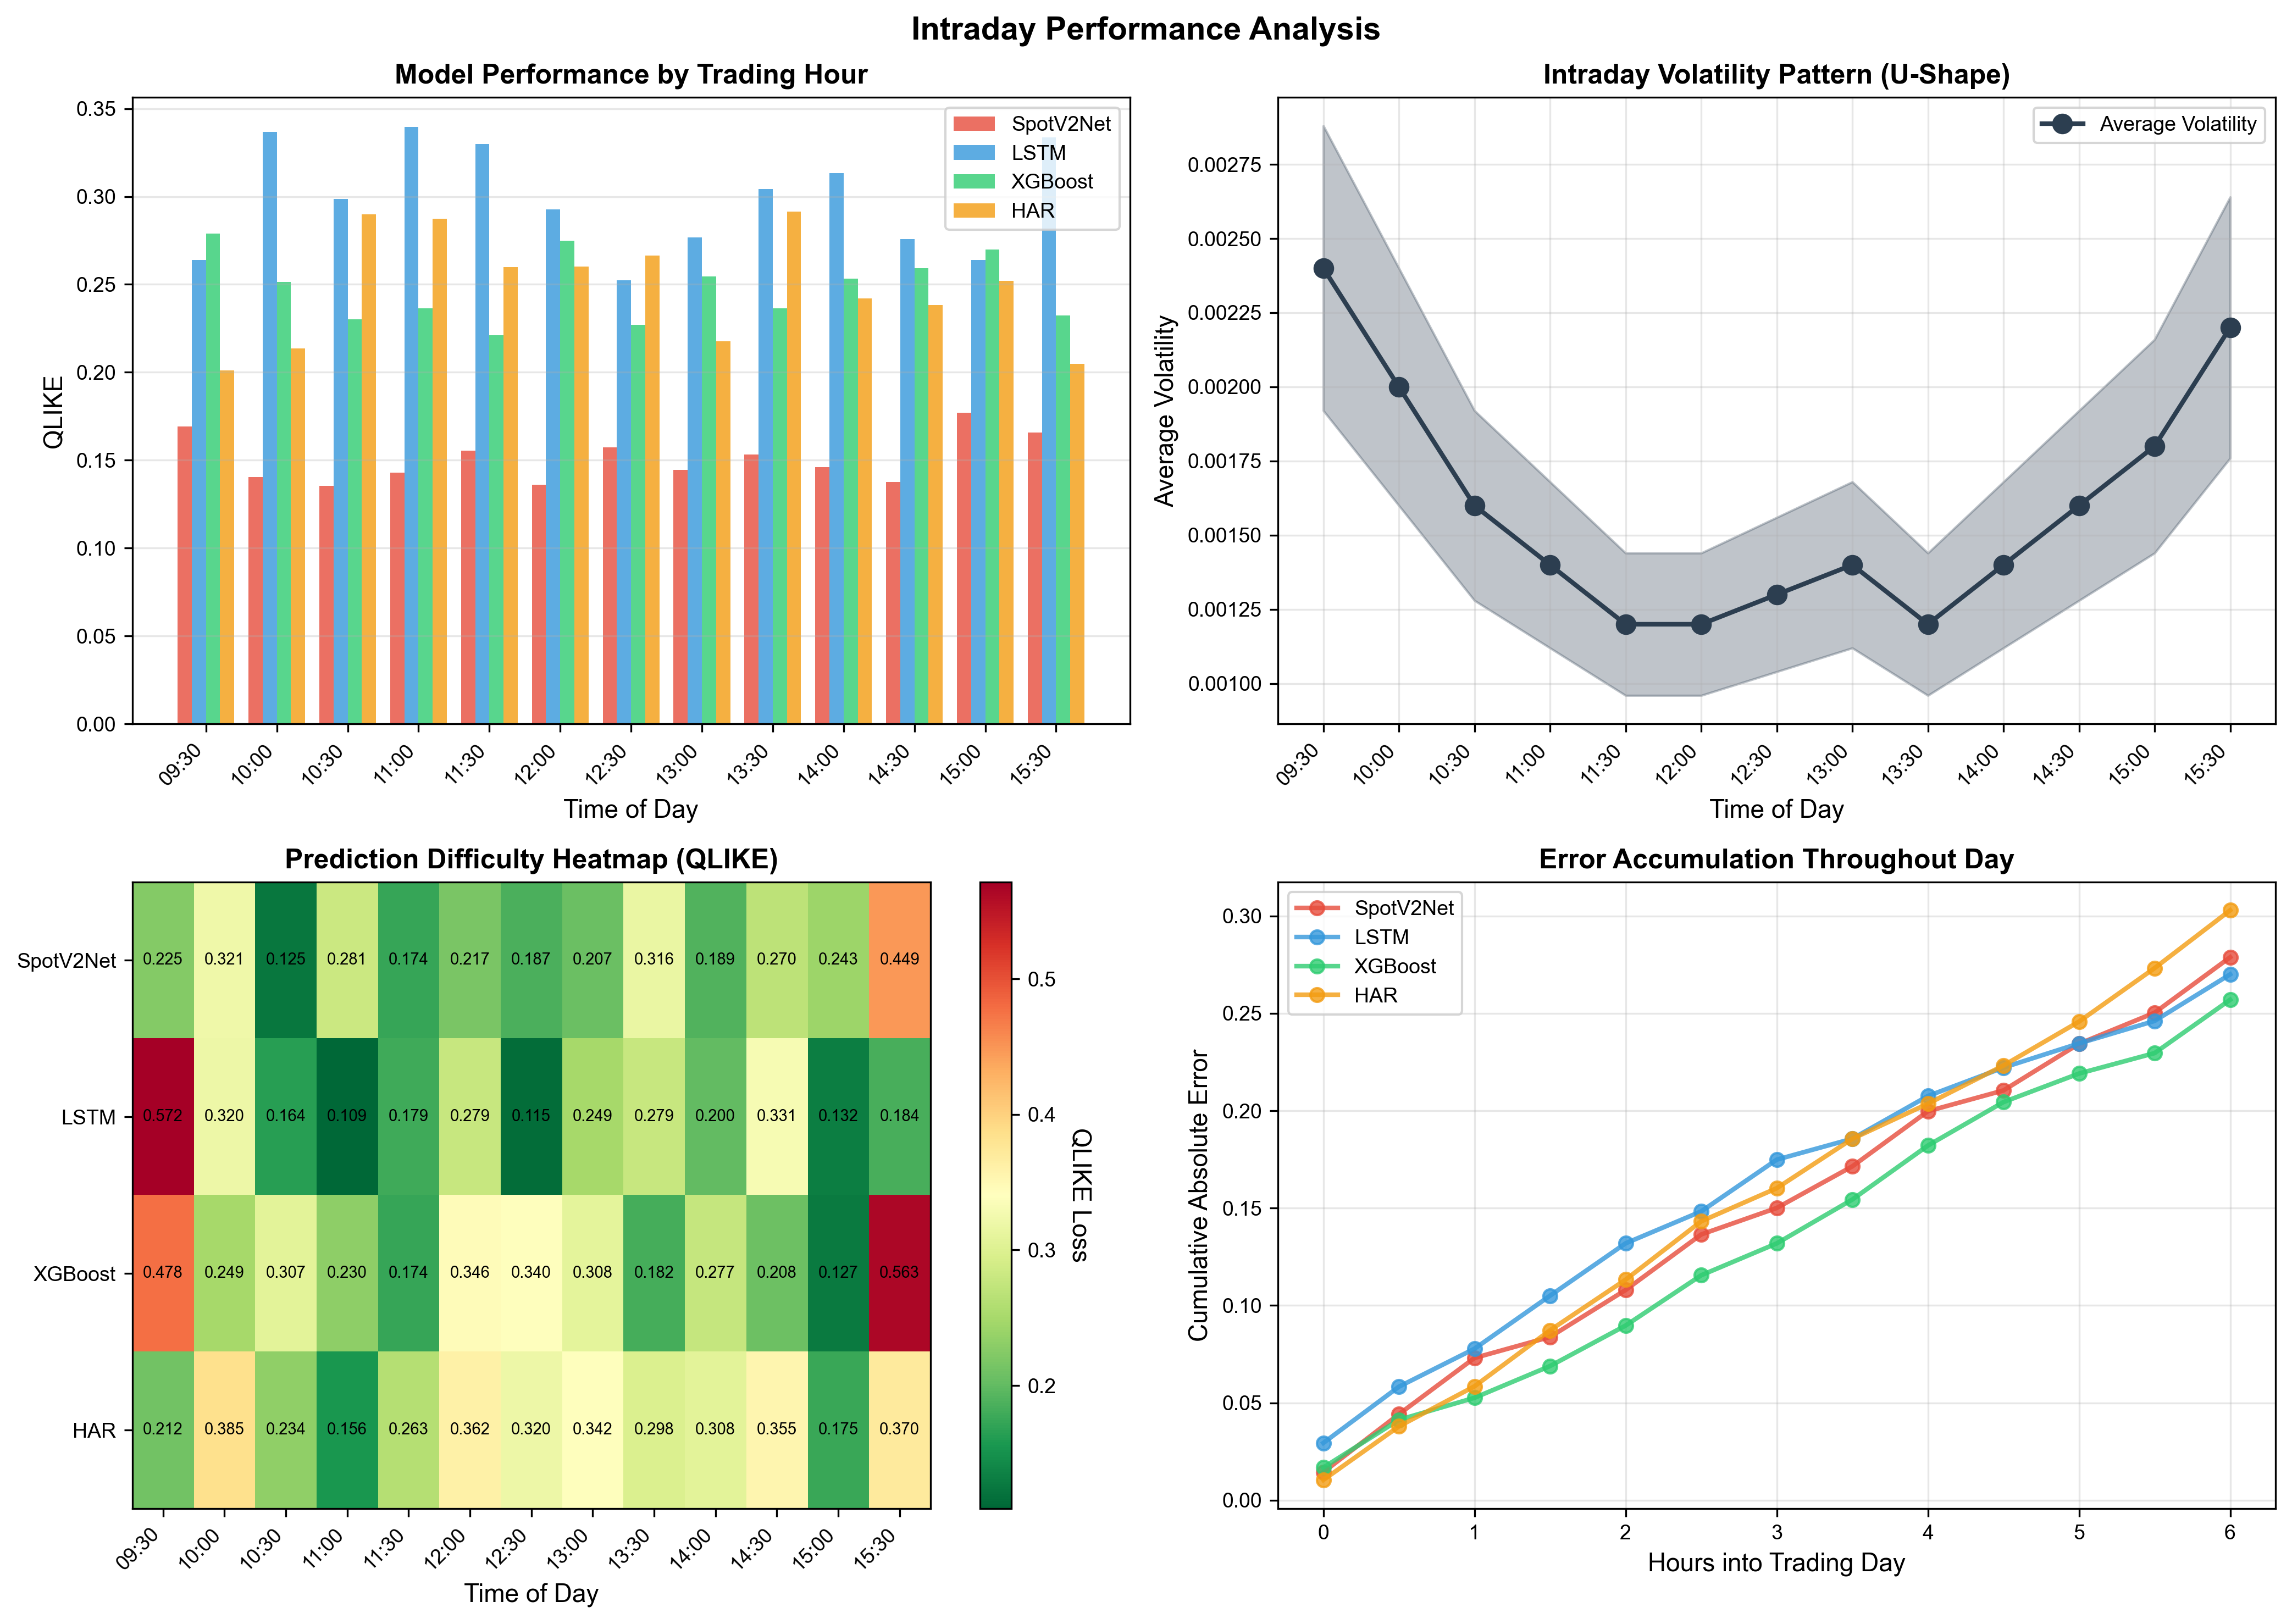 Intraday Performance Analysis
Model Performance by Trading Hour
QLIKE
0.35
0.30
0.25
0.20
0.15
0.10
0.05
0.00
SpotV2Net
LSTM
XGBoost
HAR
09:30 10:00 10:30 11:00 11:30 12:00 12:30 13:00 13:30 14:00 14:30 15:00 15:30
Time of Day
Intraday Volatility Pattern (U-Shape)
Average Volatility
0.00275
0.00250
0.00225
0.00200
0.00175
0.00150
0.00125
0.00100
Average Volatility
09:30 10:00 10:30 11:00 11:30 12:00 12:30 13:00 13:30 14:00 14:30 15:00 15:30
Time of Day
Prediction Difficulty Heatmap (QLIKE)
SpotV2Net 0.225 0.321 0.125 0.281 0.174 0.217 0.187 0.207 0.316 0.189 0.270 0.243 0.449
LSTM 0.572 0.320 0.164 0.109 0.179 0.279 0.115 0.249 0.279 0.200 0.331 0.132 0.184
XGBoost 0.478 0.249 0.307 0.230 0.174 0.346 0.340 0.308 0.182 0.277 0.208 0.127 0.563
HAR 0.212 0.385 0.234 0.156 0.263 0.362 0.320 0.342 0.298 0.308 0.355 0.175 0.370
09:30 10:00 10:30 11:00 11:30 12:00 12:30 13:00 13:30 14:00 14:30 15:00 15:30
Time of Day
0.5
0.4
0.3
0.2
QLIKE Loss
Error Accumulation Throughout Day
Cumulative Absolute Error
0.30
0.25
0.20
0.15
0.10
0.05
0.00
SpotV2Net
LSTM
XGBoost
HAR
0 1 2 3 4 5 6
Hours into Trading Day